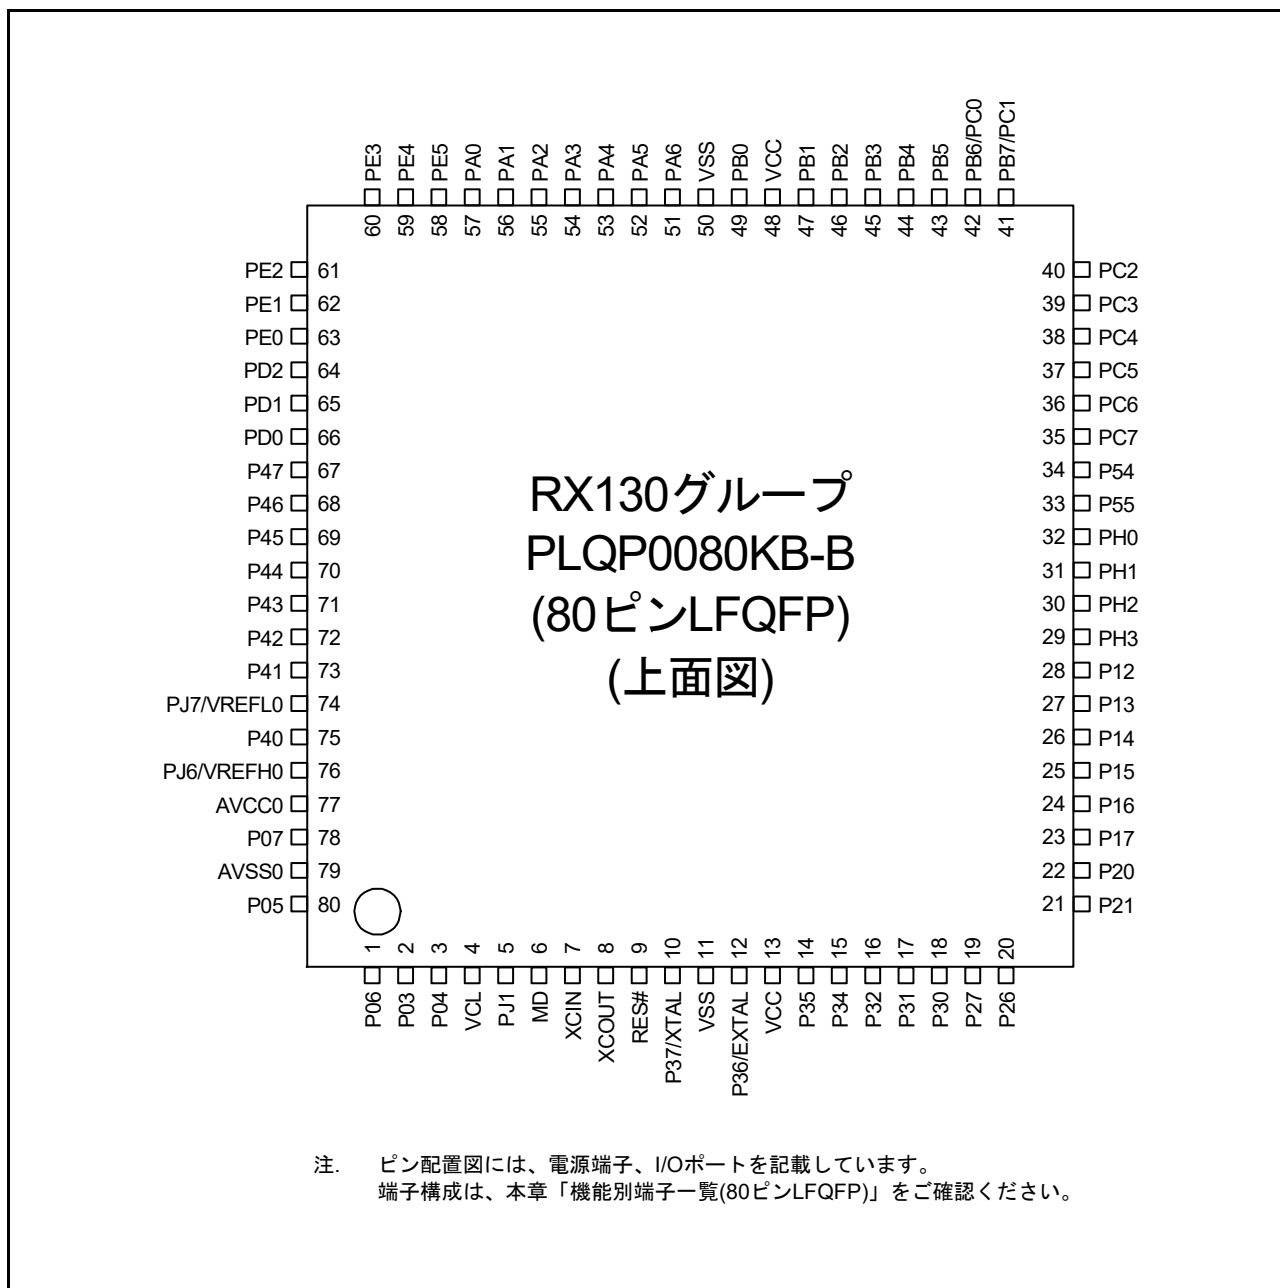 PE3
PE4
PE5
PA0
PA1
PA2
PA3
PA4
PA5
PA6
VSS
PB0
VCC
PB1
PB2
PB3
PB4
PB5
PB6/PC0
PB7/PC1
60
59
58
57
56
55
54
53
52
51
50
49
48
47
46
45
44
43
42
41
PE2 61
PE1 62
PE0 63
PD2 64
PD1 65
PD0 66
P47 67
P46 68
P45 69
P44 70
P43 71
P42 72
P41 73
PJ7/VREFL0 74
P40 75
PJ6/VREFH0 76
AVCC0 77
P07 78
AVSS0 79
P05 80
RX130グループ
PLQP0080KB-B
(80ピンLFQFP)
(上面図)
40 PC2
39 PC3
38 PC4
37 PC5
36 PC6
35 PC7
34 P54
33 P55
32 PH0
31 PH1
30 PH2
29 PH3
28 P12
27 P13
26 P14
25 P15
24 P16
23 P17
22 P20
21 P21
1
2
3
4
5
6
7
8
9
10
11
12
13
14
15
16
17
18
19
20
P06
P03
P04
VCL
PJ1
MD
XCIN
XCOUT
RES#
P37/XTAL
VSS
P36/EXTAL
VCC
P35
P34
P32
P31
P30
P27
P26
注. ピン配置図には、電源端子、I/Oポートを記載しています。
端子構成は、本章「機能別端子一覧(80ピンLFQFP)」をご確認ください。